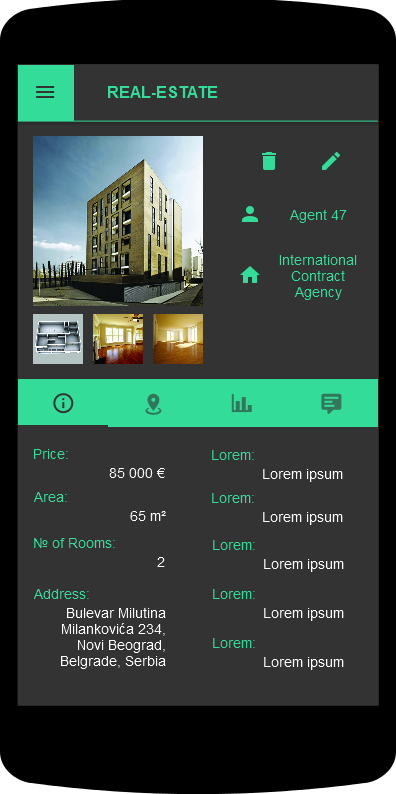 REAL-ESTATE
Agent 47
International
Contract
Agency
Price:
85 000 €
Area:
65 m²
№ of Rooms:
2
Address:
Bulevar Milutina
Milankovića 234,
Novi Beograd,
Belgrade, Serbia
Lorem:
Lorem ipsum
Lorem:
Lorem ipsum
Lorem:
Lorem ipsum
Lorem:
Lorem ipsum
Lorem:
Lorem ipsum